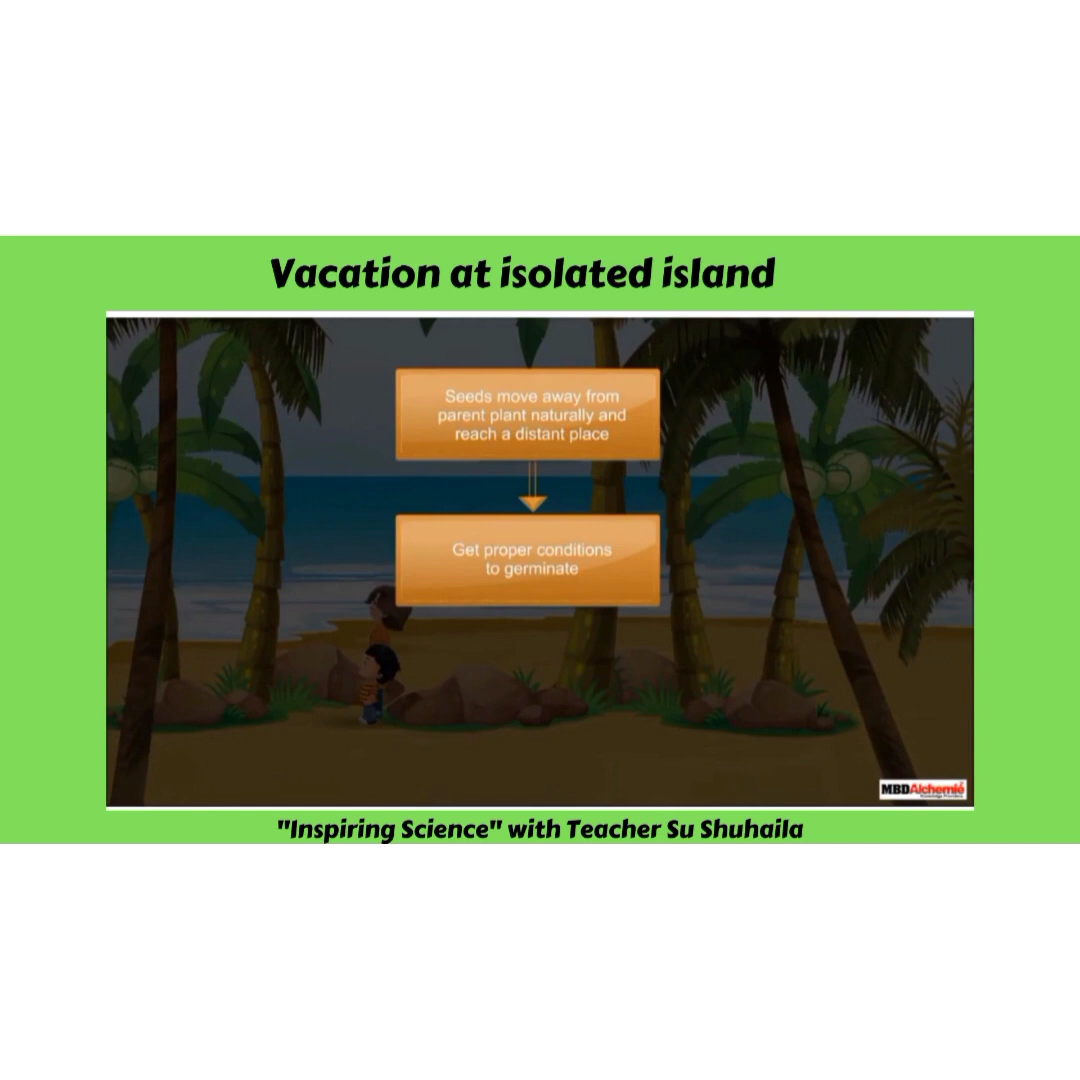 Vacation at isolated island
Seeds move away from
parent plant naturally and
reach a distant place
Get proper conditions
to germinate
MBDAlchemie
"Inspiring Science" with Teacher Su Shuhaila